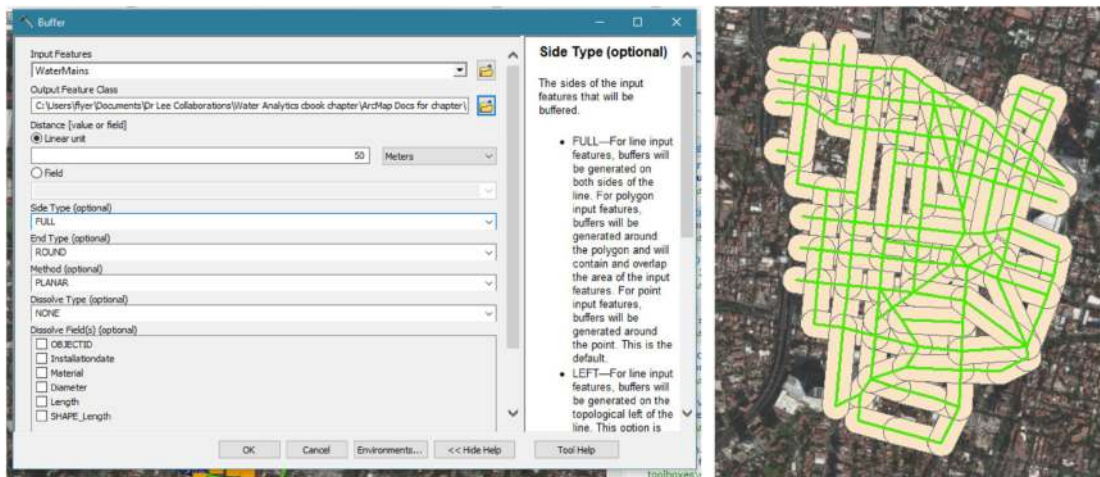 Buffer
Input Features
WaterMains
Output Feature Class
C:\Users\flyer\Documents\Dr Lee Collaborations\Water Analytics cbook chapter\ArcMap Docs for chapter\
Distance [value or field]
Linear unit
50 Meters
Field
Side Type (optional)
FULL
End Type (optional)
ROUND
Method (optional)
PLANAR
Dissolve Type (optional)
NONE
Dissolve Field(s) (optional)
OBJECTID
Installationdate
Material
Diameter
Length
SHAPE_Length
OK Cancel Environments... << Hide Help Tool Help
Side Type (optional)
The sides of the input
features that will be
buffered.
• FULL—For line input
features, buffers will
be generated on
both sides of the
line. For polygon
input features,
buffers will be
generated around
the polygon and will
contain and overlap
the area of the input
features. For point
input features,
buffers will be
generated around
the point. This is the
default.
• LEFT—For line input
features, buffers will
be generated on the
topological left of the
line. This option is